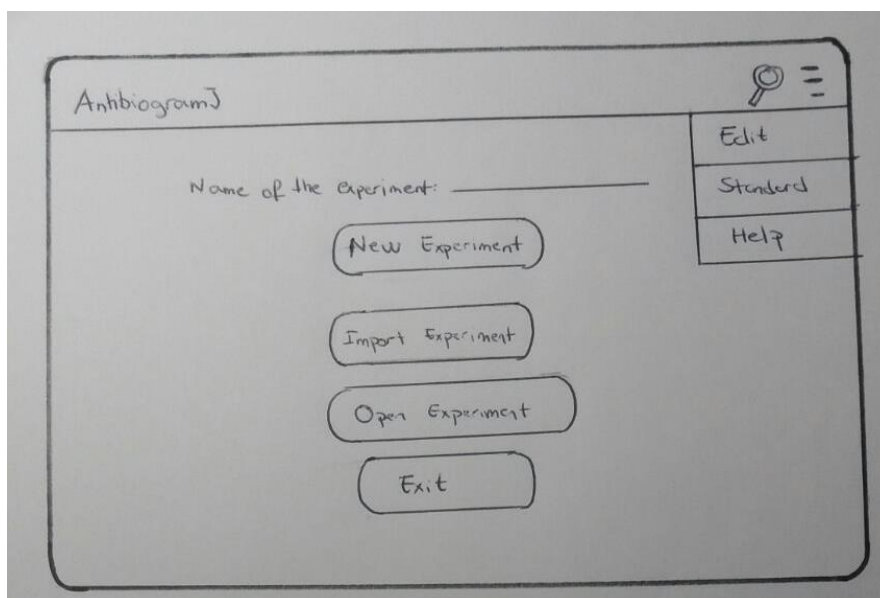 AntibiogramJ
Edit
Name of the experiment:
Standard
New Experiment
Help
Import Experiment
Open Experiment
Exit